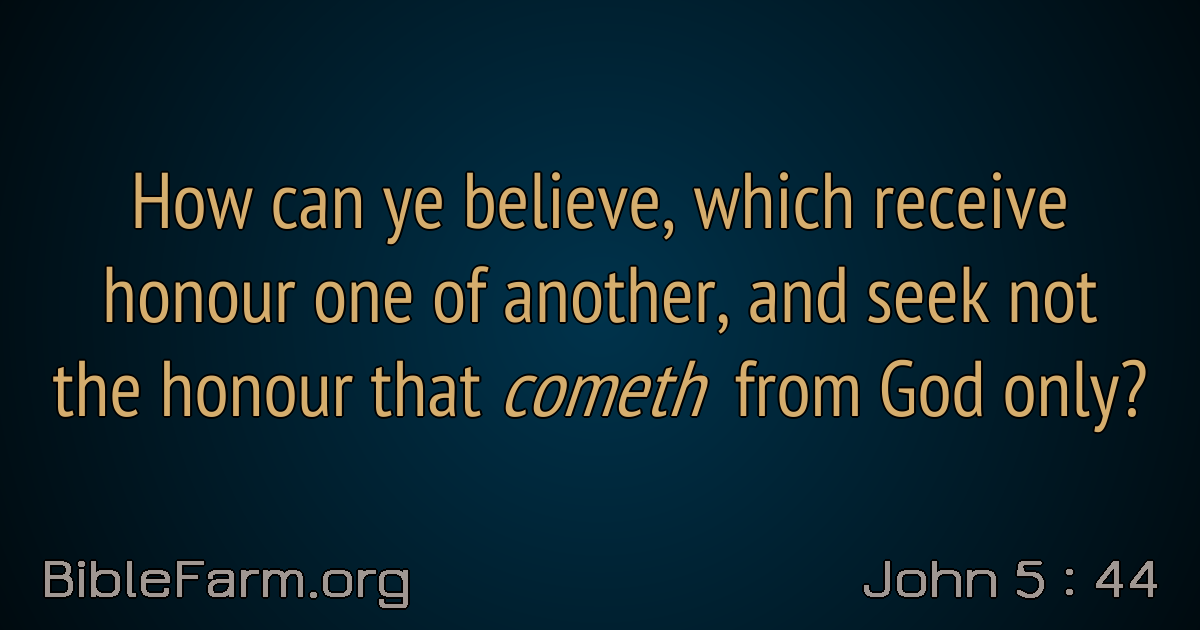 How can ye believe, which receive
honour one of another, and seek not
the honour that cometh from God only?
BibleFarm.org
John 5 : 44